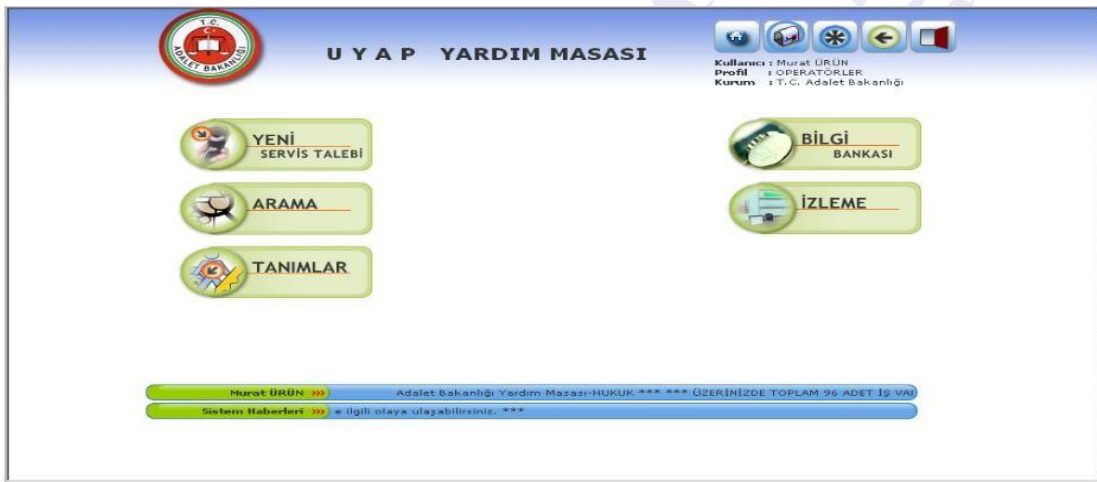 T.C.
ADALET BAKANLIĞI
U Y A P YARDIM MASASI
Kullanıcı : Murat ÜRÜN
Profil : OPERATÖRLER
Kurum : T.C. Adalet Bakanlığı
YENİ
SERVİS TALEBİ
BİLGİ
BANKASI
ARAMA
İZLEME
TANIMLAR
Murat ÜRÜN »» Adalet Bakanlığı Yardım Masası-HUKUK *** *** ÜZERİNİZDE TOPLAM 96 ADET İŞ VAR
Sistem Haberleri »» e ilgili olaya ulaşabilirsiniz. ***